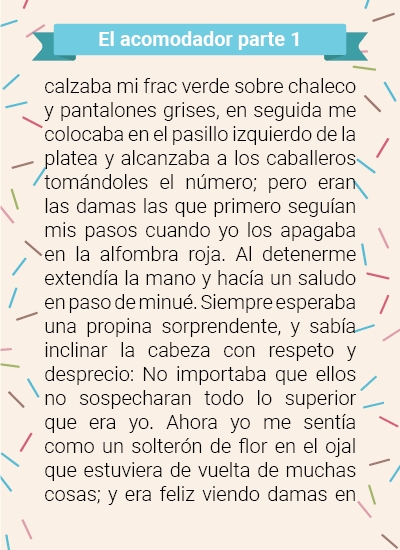 El acomodador parte 1
calzaba mi frac verde sobre chaleco
y pantalones grises, en seguida me
colocaba en el pasillo izquierdo de la
platea y alcanzaba a los caballeros
tomándoles el número; pero eran
las damas las que primero seguían
mis pasos cuando yo los apagaba
en la alfombra roja. Al detenerme
extendía la mano y hacía un saludo
en paso de minué. Siempre esperaba
una propina sorprendente, y sabía
inclinar la cabeza con respeto y
desprecio: No importaba que ellos
no sospecharan todo lo superior
que era yo. Ahora yo me sentía
como un solterón de flor en el ojal
que estuviera de vuelta de muchas
cosas; y era feliz viendo damas en